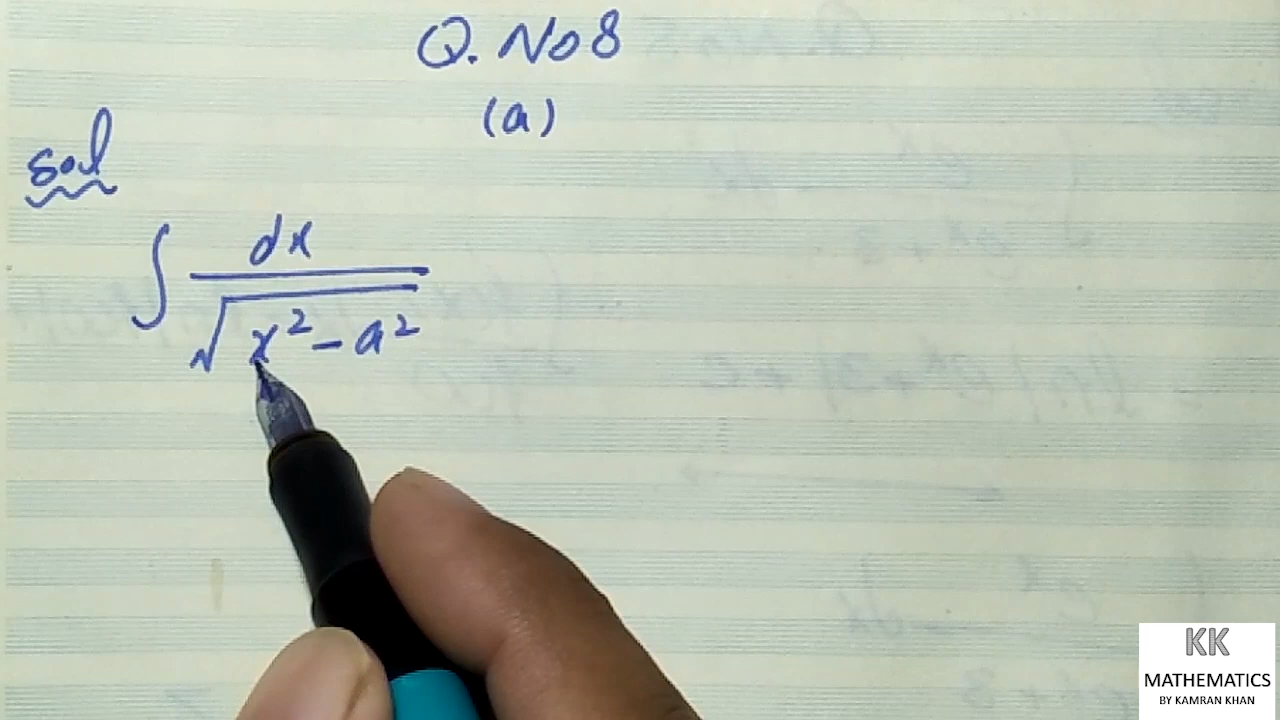 Q. No 8
(a)
Sol
∫ dx / √(x² - a²)
KK
MATHEMATICS
BY KAMRAN KHAN